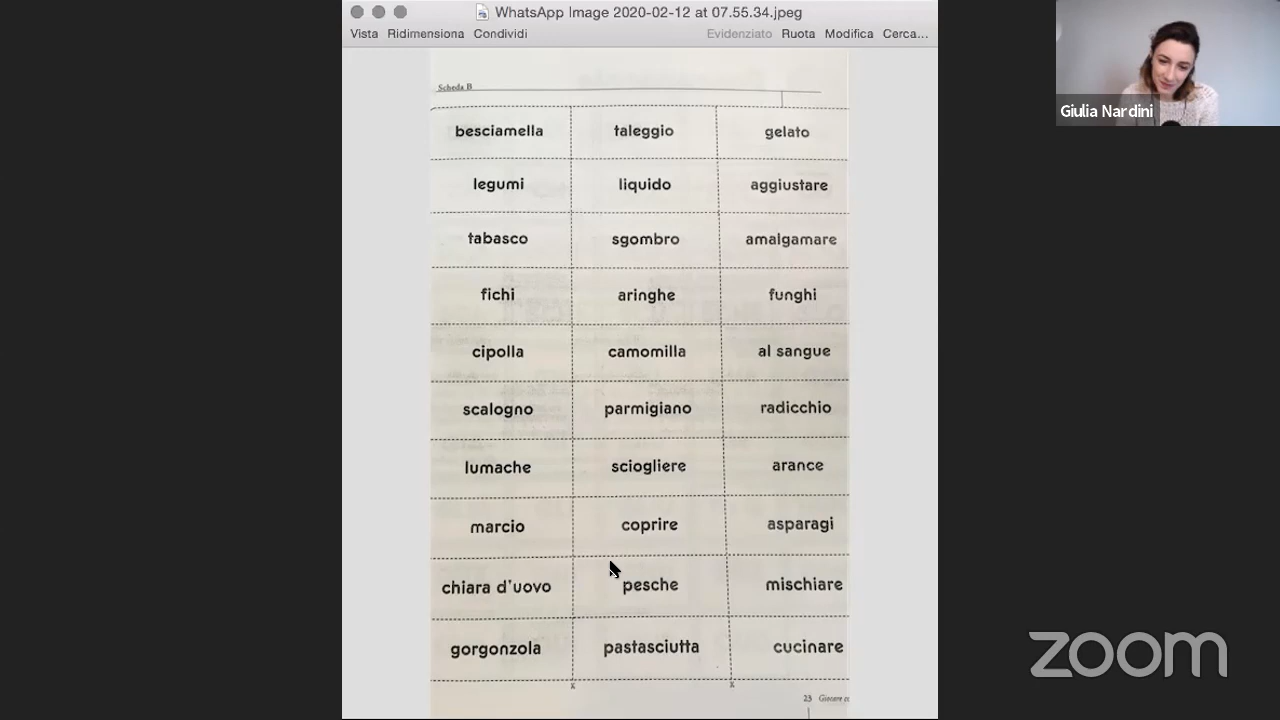 WhatsApp Image 2020-02-12 at 07.55.34.jpeg
Vista Ridimensiona Condividi Evidenziato Ruota Modifica Cerca...
Giulia Nardini
Scheda B
besciamella taleggio gelato
legumi liquido aggiustare
tabasco sgombro amalgamare
fichi aringhe funghi
cipolla camomilla al sangue
scalogno parmigiano radicchio
lumache sciogliere arance
marcio coprire asparagi
chiara d'uovo pesche mischiare
gorgonzola pastasciutta cucinare
23 Giocare
zoom